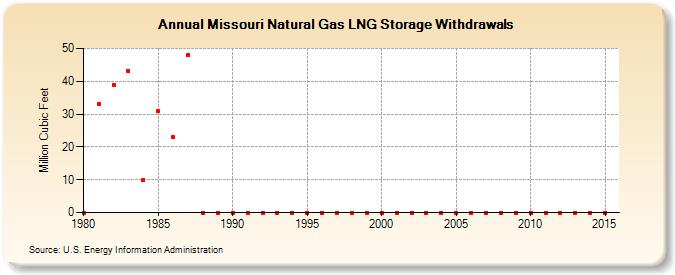 Annual Missouri Natural Gas LNG Storage Withdrawals
Million Cubic Feet
50
40
30
20
10
0
1980 1985 1990 1995 2000 2005 2010 2015
Source: U.S. Energy Information Administration